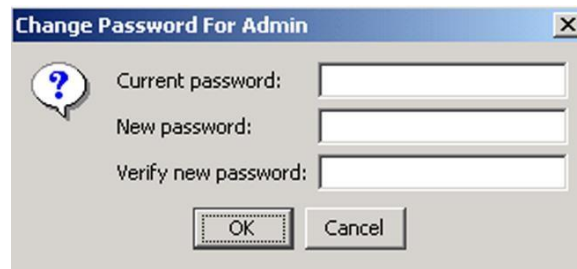 Change Password For Admin
Current password:
New password:
Verify new password:
OK Cancel